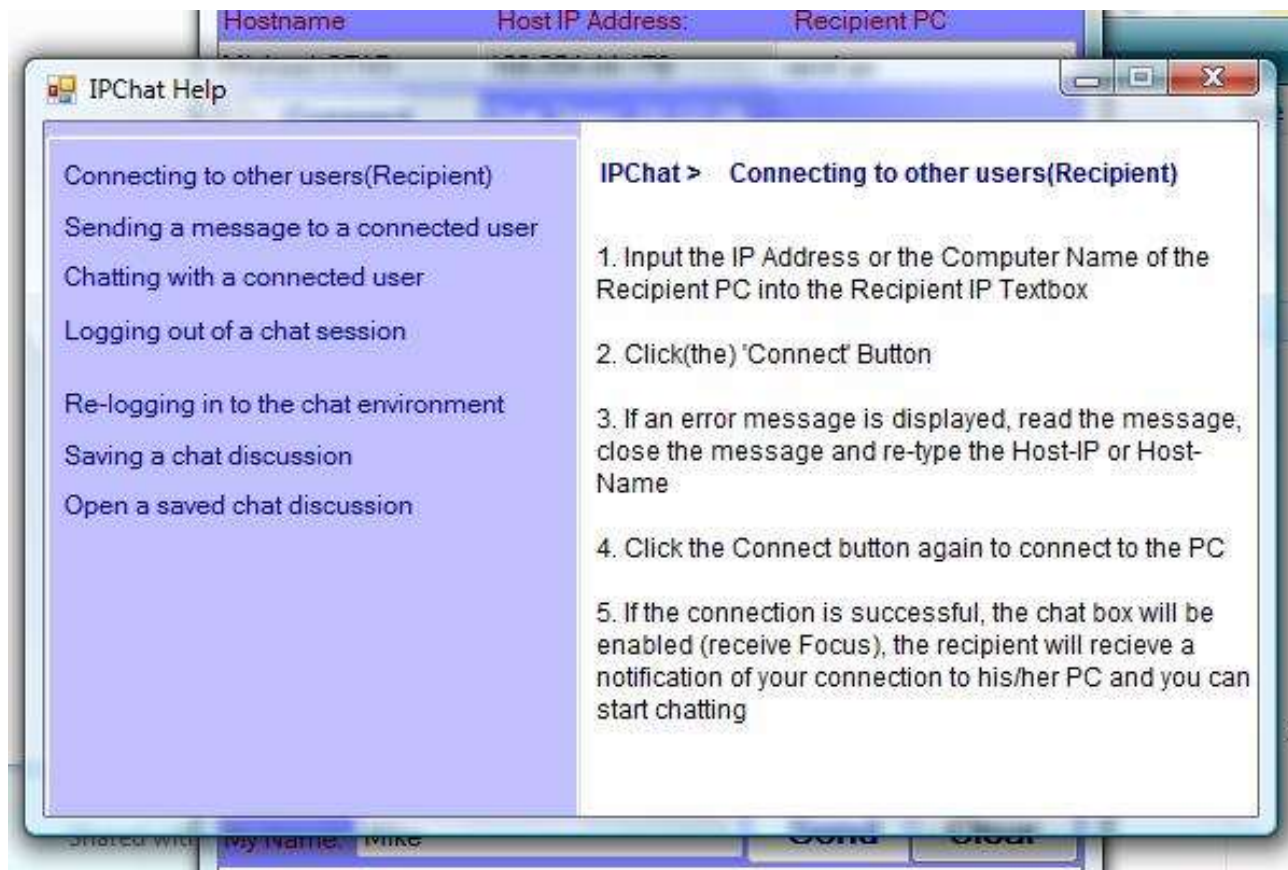 Hostname Host IP Address: Recipient PC
IPChat Help
Connecting to other users(Recipient)
Sending a message to a connected user
Chatting with a connected user
Logging out of a chat session
Re-logging in to the chat environment
Saving a chat discussion
Open a saved chat discussion
IPChat > Connecting to other users(Recipient)
1. Input the IP Address or the Computer Name of the
Recipient PC into the Recipient IP Textbox
2. Click(the) 'Connect' Button
3. If an error message is displayed, read the message,
close the message and re-type the Host-IP or Host-
Name
4. Click the Connect button again to connect to the PC
5. If the connection is successful, the chat box will be
enabled (receive Focus), the recipient will recieve a
notification of your connection to his/her PC and you can
start chatting
Shared with My Name: Mike Send Clear